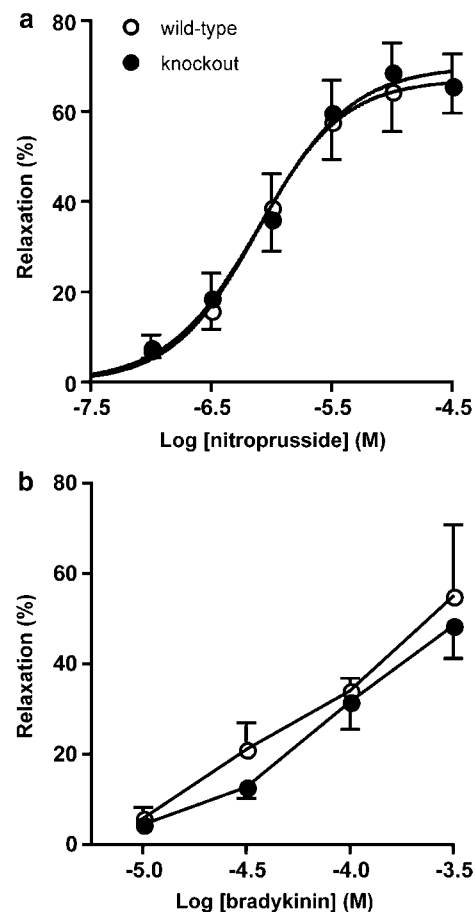 a
wild-type
knockout
Relaxation (%)
80
60
40
20
0
-7.5 -6.5 -5.5 -4.5
Log [nitroprusside] (M)
b
Relaxation (%)
80
60
40
20
0
-5.0 -4.5 -4.0 -3.5
Log [bradykinin] (M)